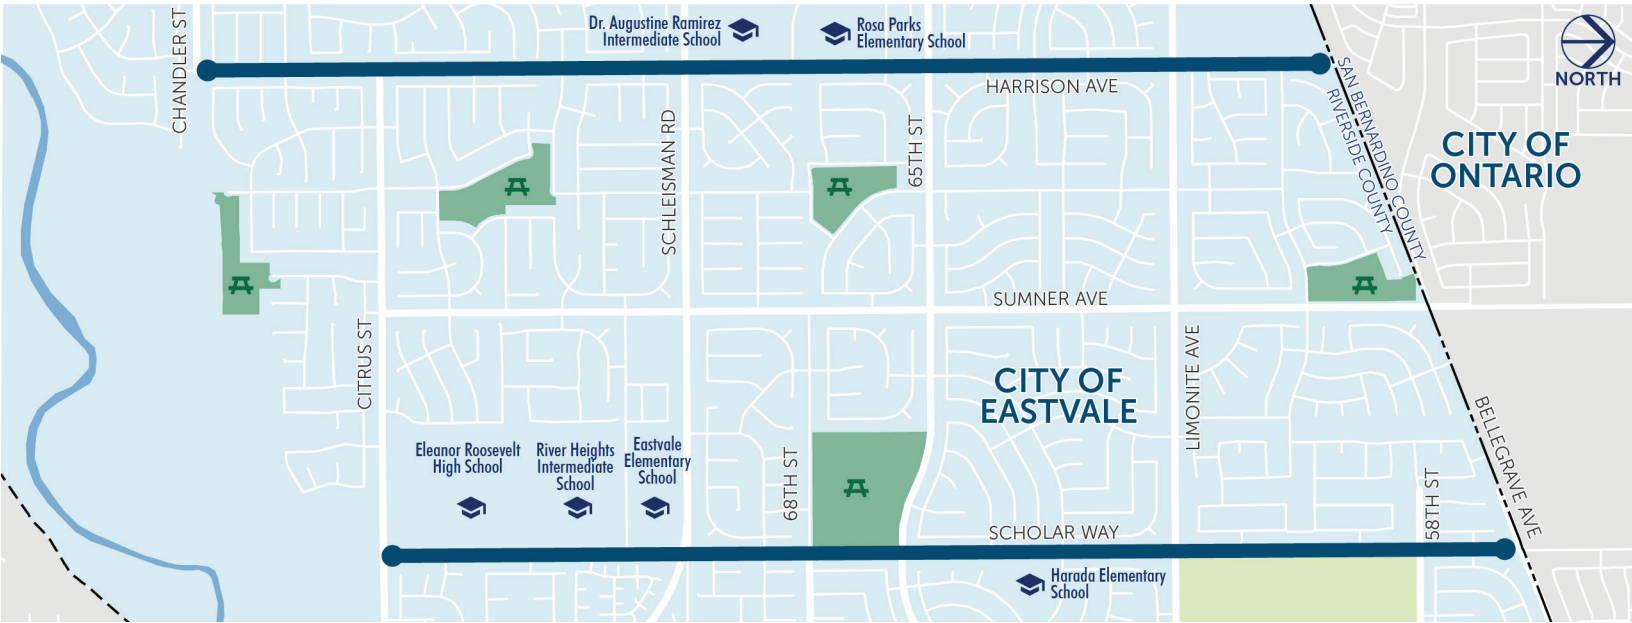 CHANDLER ST
Dr. Augustine Ramirez
Intermediate School
Rosa Parks
Elementary School
HARRISON AVE
NORTH
SAN BERNARDINO COUNTY
RIVERSIDE COUNTY
CITY OF
ONTARIO
SCHLEISMAN RD
65TH ST
SUMNER AVE
CITRUS ST
CITY OF
EASTVALE
LIMONITE AVE
BELLEGRAVE AVE
Eleanor Roosevelt
High School
River Heights
Intermediate
School
Eastvale
Elementary
School
68TH ST
58TH ST
SCHOLAR WAY
Harada Elementary
School